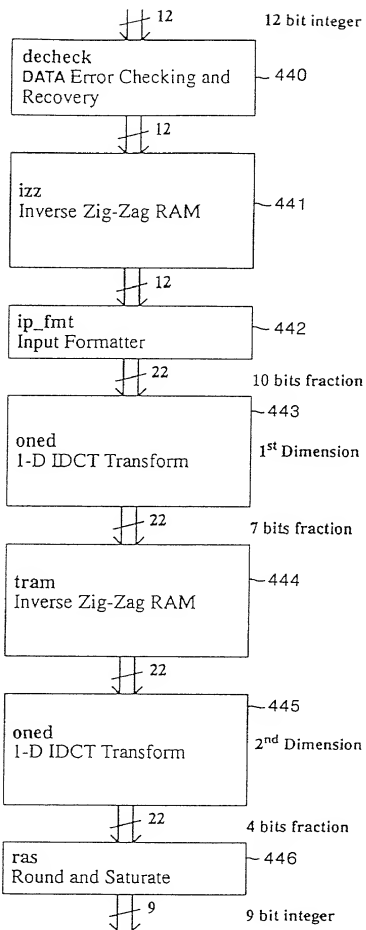 12
12 bit integer
decheck
DATA Error Checking and
Recovery
440
12
izz
Inverse Zig-Zag RAM
441
12
ip_fmt
Input Formatter
442
22
10 bits fraction
443
oned
1-D IDCT Transform
1st Dimension
22
7 bits fraction
tram
Inverse Zig-Zag RAM
444
22
445
oned
1-D IDCT Transform
2nd Dimension
22
4 bits fraction
ras
Round and Saturate
446
9
9 bit integer